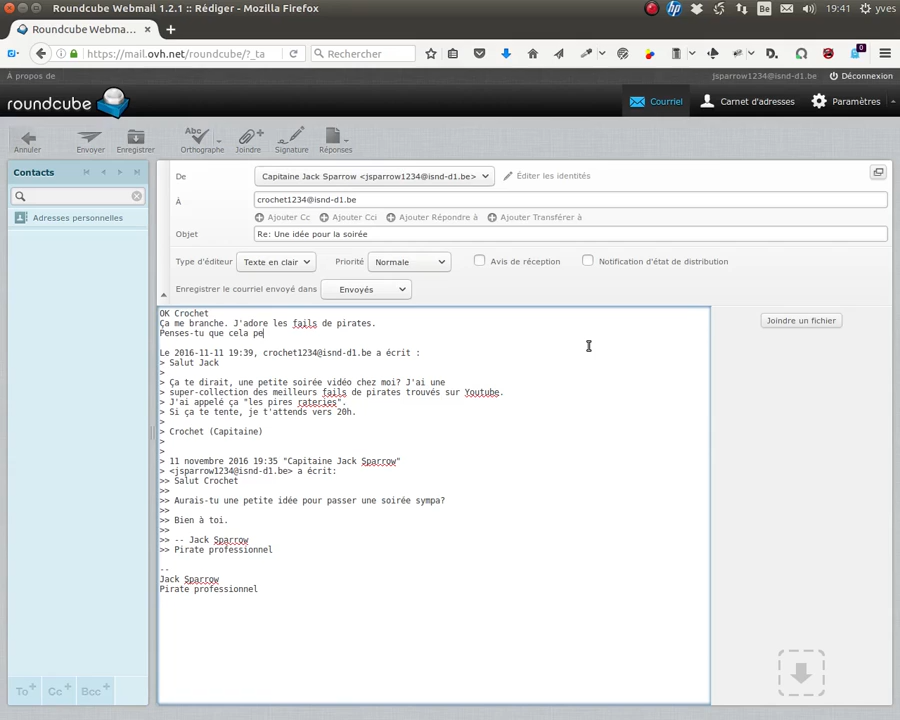 Roundcube Webmail 1.2.1 :: Rédiger - Mozilla Firefox
Be
19:41
yves
Roundcube Webma…
https://mail.ovh.net/roundcube/?_ta
Rechercher
D.
0
À propos de
jsparrow1234@isnd-d1.be
Déconnexion
roundcube
Courriel
Carnet d'adresses
Paramètres
Annuler
Envoyer
Enregistrer
Abc
Orthographe
Joindre
Signature
Réponses
Contacts
Adresses personnelles
De
Capitaine Jack Sparrow <jsparrow1234@isnd-d1.be>
Éditer les identités
À
crochet1234@isnd-d1.be
Ajouter Cc
Ajouter Cci
Ajouter Répondre à
Ajouter Transférer à
Objet
Re: Une idée pour la soirée
Type d'éditeur
Texte en clair
Priorité
Normale
Avis de réception
Notification d'état de distribution
Enregistrer le courriel envoyé dans
Envoyés
OK Crochet
Ça me branche. J'adore les fails de pirates.
Penses-tu que cela pe
Le 2016-11-11 19:39, crochet1234@isnd-d1.be a écrit :
> Salut Jack
>
> Ça te dirait, une petite soirée vidéo chez moi? J'ai une
> super-collection des meilleurs fails de pirates trouvés sur Youtube.
> J'ai appelé ça "les pires rateries".
> Si ça te tente, je t'attends vers 20h.
>
> Crochet (Capitaine)
>
>
> 11 novembre 2016 19:35 "Capitaine Jack Sparrow"
> <jsparrow1234@isnd-d1.be> a écrit:
>> Salut Crochet
>>
>> Aurais-tu une petite idée pour passer une soirée sympa?
>>
>> Bien à toi.
>>
>> -- Jack Sparrow
>> Pirate professionnel
--
Jack Sparrow
Pirate professionnel
Joindre un fichier
To+
Cc+
Bcc+